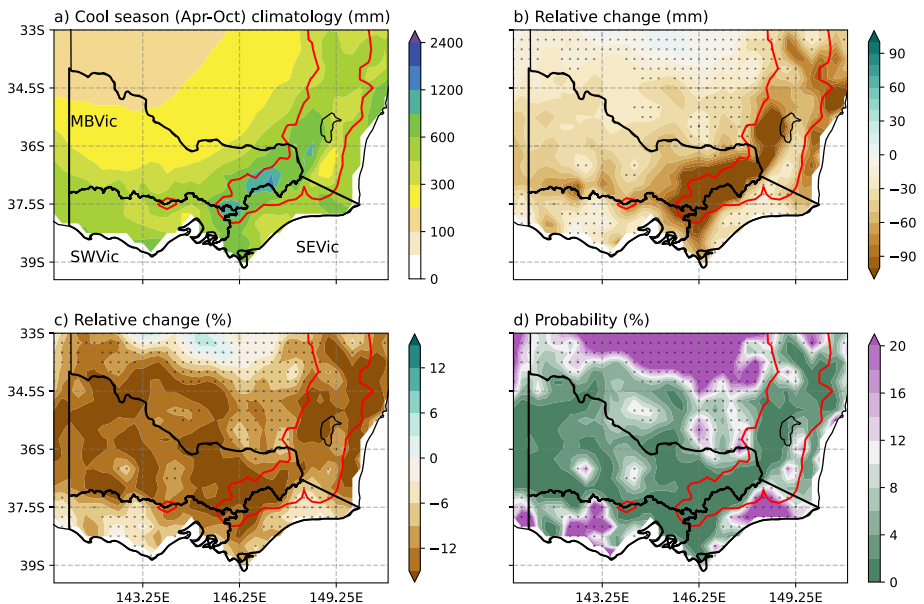 a) Cool season (Apr-Oct) climatology (mm)
33S
34.5S
36S
37.5S
39S
MBVic
SWVic
SEVic
2400
1200
600
300
100
0
b) Relative change (mm)
90
60
30
0
−30
−60
−90
c) Relative change (%)
33S
34.5S
36S
37.5S
39S
143.25E
146.25E
149.25E
12
6
0
−6
−12
d) Probability (%)
143.25E
146.25E
149.25E
20
16
12
8
4
0